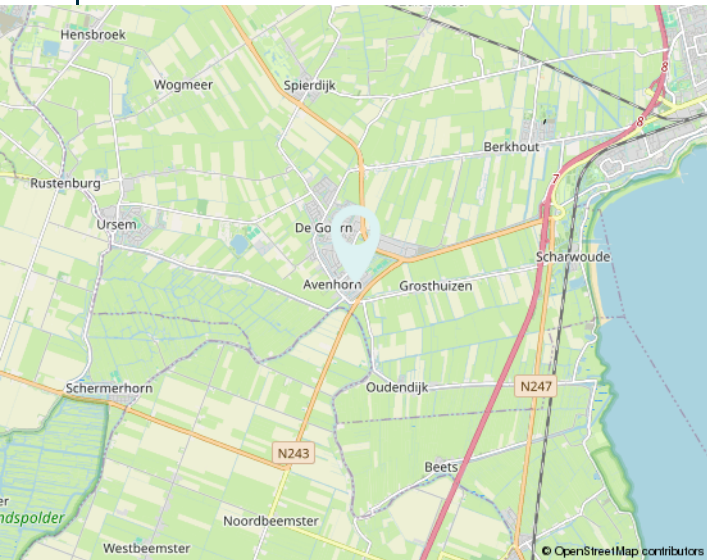 Hensbroek
8
Wogmeer
Spierdijk
8
Berkhout
7
Rustenburg
Ursem
De Goorn
Scharwoude
Avenhorn
Grosthuizen
Schermerhorn
Oudendijk
N247
N243
Beets
ndspolder
Noordbeemster
Westbeemster
© OpenStreetMap contributors